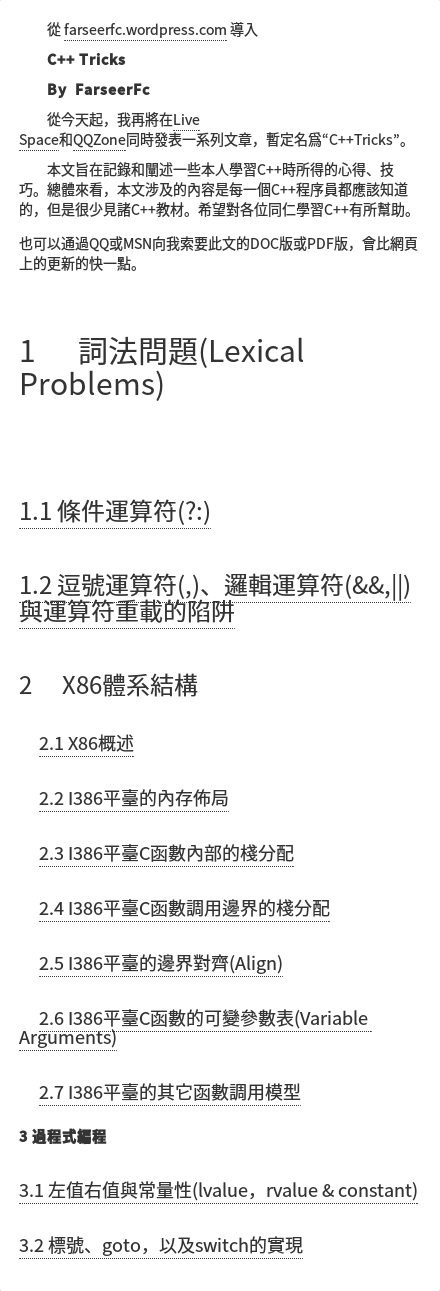 從 farseerfc.wordpress.com 導入
C++ Tricks
By FarseerFc
從今天起，我再將在Live
Space和QQZone同時發表一系列文章，暫定名爲“C++Tricks”。
本文旨在記錄和闡述一些本人學習C++時所得的心得、技
巧。總體來看，本文涉及的內容是每一個C++程序員都應該知道
的，但是很少見諸C++教材。希望對各位同仁學習C++有所幫助。
也可以通過QQ或MSN向我索要此文的DOC版或PDF版，會比網頁
上的更新的快一點。
1 詞法問題(Lexical
Problems)
1.1 條件運算符(?:)
1.2 逗號運算符(,)、邏輯運算符(&&,||)
與運算符重載的陷阱
2 X86體系結構
2.1 X86概述
2.2 I386平臺的內存佈局
2.3 I386平臺C函數內部的棧分配
2.4 I386平臺C函數調用邊界的棧分配
2.5 I386平臺的邊界對齊(Align)
2.6 I386平臺C函數的可變參數表(Variable
Arguments)
2.7 I386平臺的其它函數調用模型
3 過程式編程
3.1 左值右值與常量性(lvalue，rvalue & constant)
3.2 標號、goto，以及switch的實現